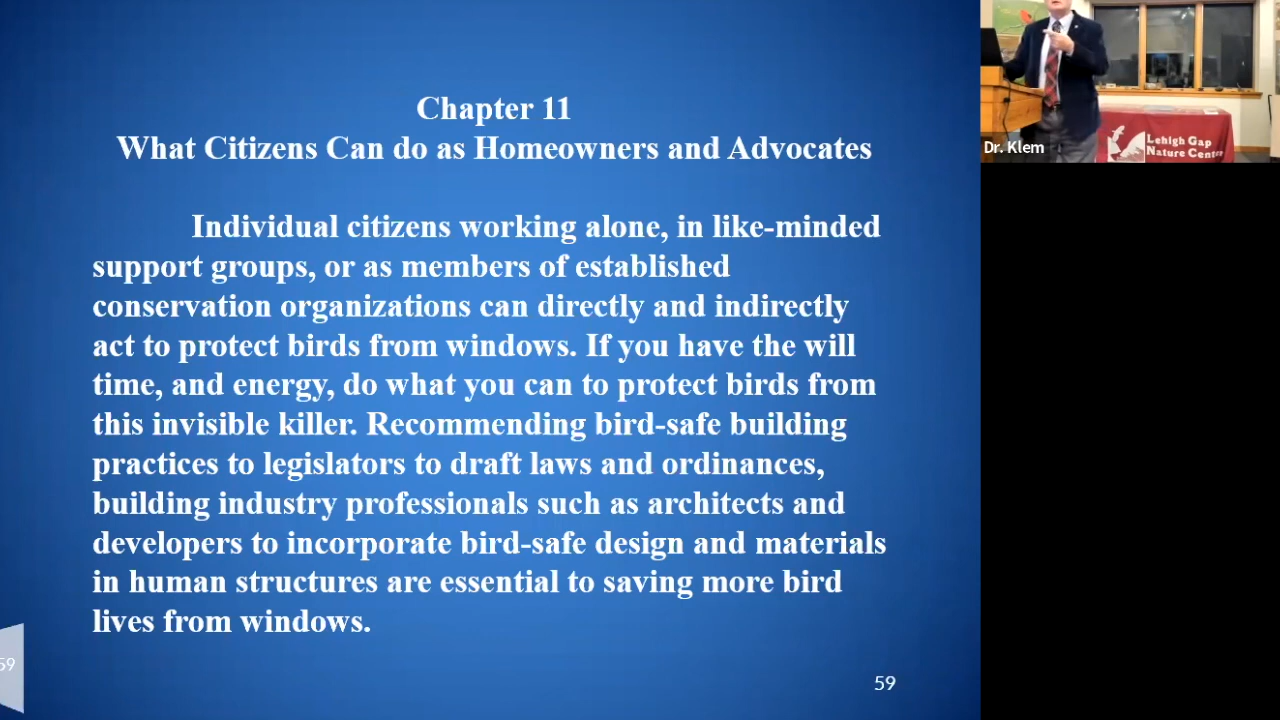 Chapter 11
What Citizens Can do as Homeowners and Advocates
Individual citizens working alone, in like-minded
support groups, or as members of established
conservation organizations can directly and indirectly
act to protect birds from windows. If you have the will
time, and energy, do what you can to protect birds from
this invisible killer. Recommending bird-safe building
practices to legislators to draft laws and ordinances,
building industry professionals such as architects and
developers to incorporate bird-safe design and materials
in human structures are essential to saving more bird
lives from windows.
59
59
Dr. Klem
Lehigh Gap
Nature Center